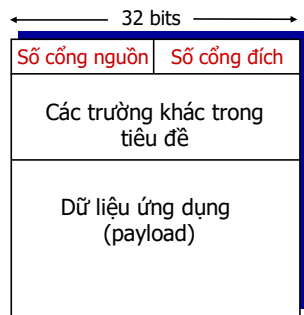 32 bits
Số cổng nguồn Số cổng đích
Các trường khác trong
tiêu đề
Dữ liệu ứng dụng
(payload)